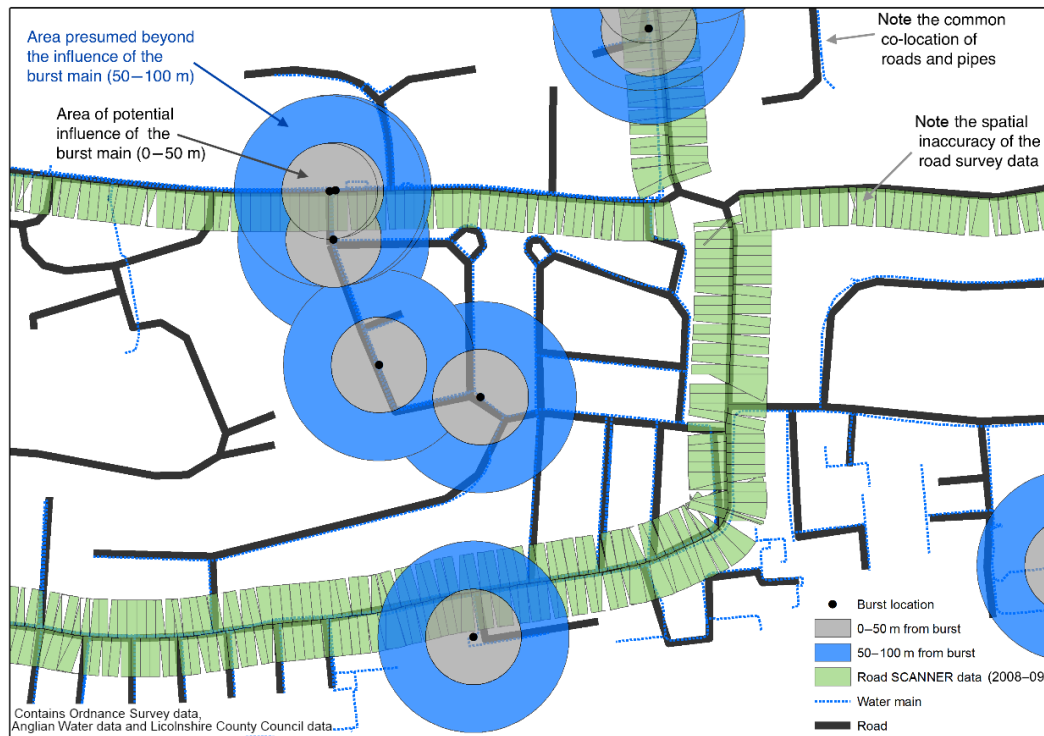 Area presumed beyond
the influence of the
burst main (50–100 m)
Area of potential
influence of the
burst main (0–50 m)
Note the common
co-location of
roads and pipes
Note the spatial
inaccuracy of the
road survey data
Burst location
0–50 m from burst
50–100 m from burst
Road SCANNER data (2008–09
Water main
Road
Contains Ordnance Survey data,
Anglian Water data and Licolnshire County Council data.